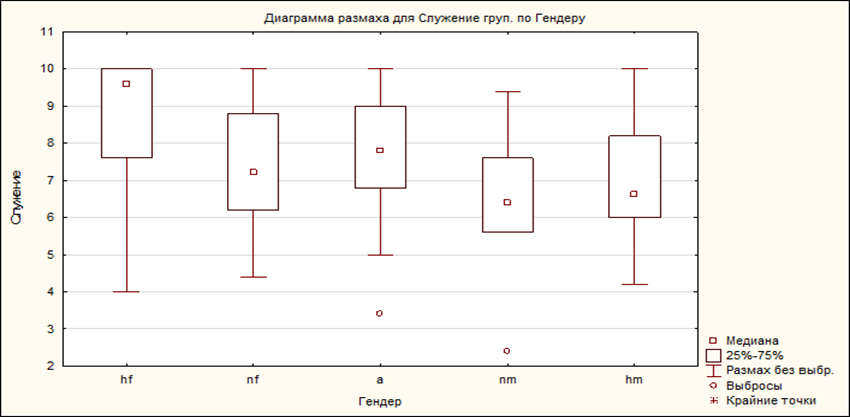 Диаграмма размаха для Служение груп. по Гендеру
11
10
9
8
7
6
5
4
3
2
Служение
hf nf a nm hm
Гендер
Медиана
25%-75%
Размах без выбр.
Выбросы
Крайние точки